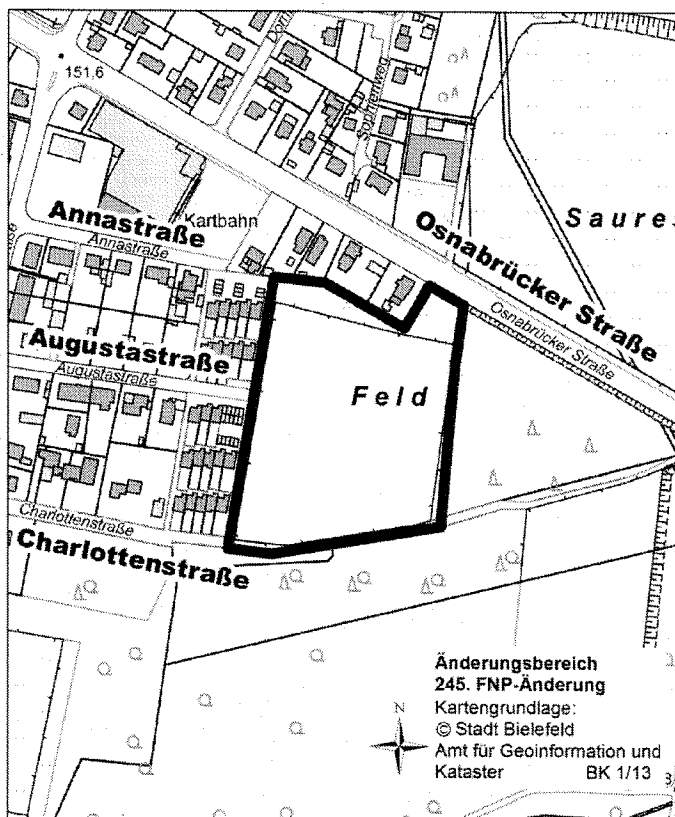 151,6
Kartbahn
Annastraße
Annastraße
Osnabrücker Straße
Osnabrücker Straße
Augustastraße
Augustastraße
Feld
Charlottenstraße
Charlottenstraße
Änderungsbereich
245. FNP-Änderung
N
Kartengrundlage:
© Stadt Bielefeld
Amt für Geoinformation und
Kataster BK 1/13